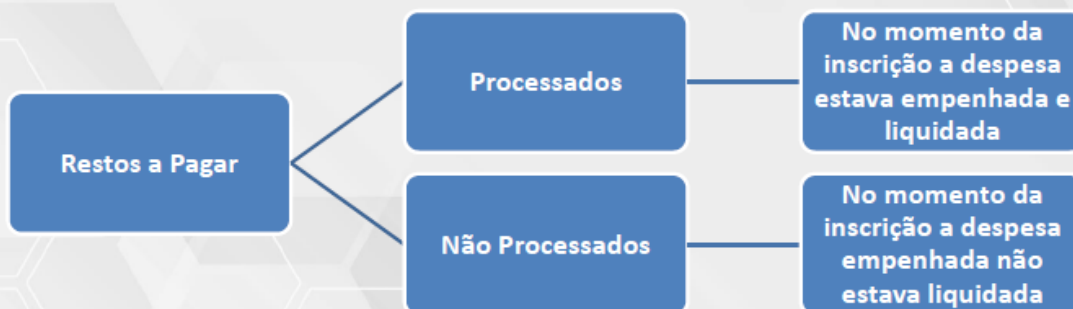 Restos a Pagar
Processados
No momento da
inscrição a despesa
estava empenhada e
liquidada
Não Processados
No momento da
inscrição a despesa
empenhada não
estava liquidada